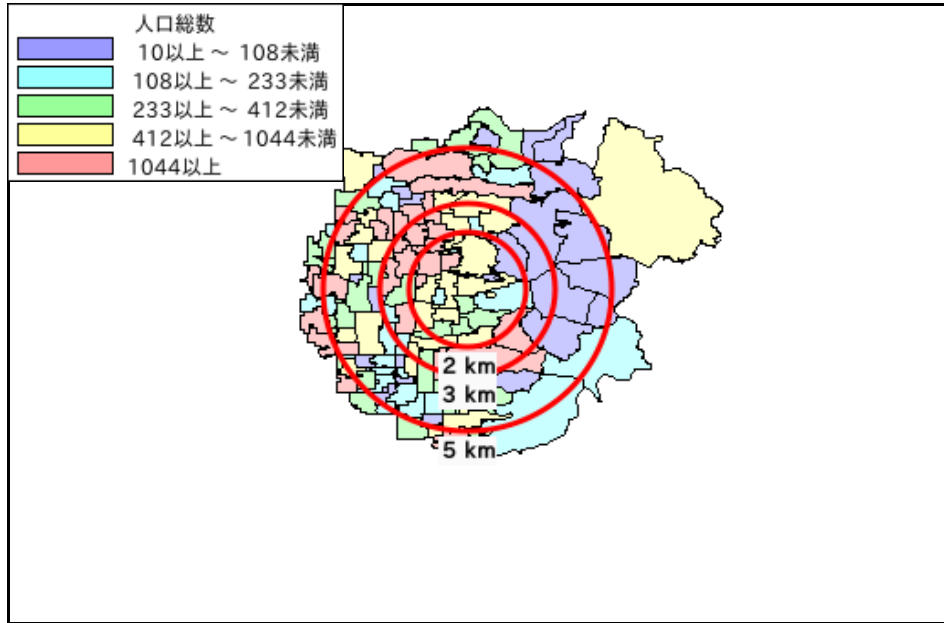 人口総数
10以上 ～ 108未満
108以上 ～ 233未満
233以上 ～ 412未満
412以上 ～ 1044未満
1044以上
2 km
3 km
5 km